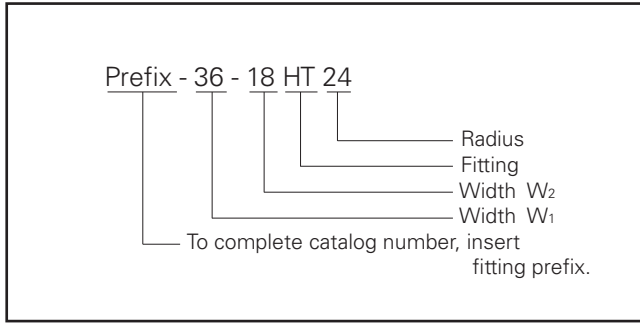 Prefix - 36 - 18 HT 24
Radius
Fitting
Width W2
Width W1
To complete catalog number, insert
fitting prefix.